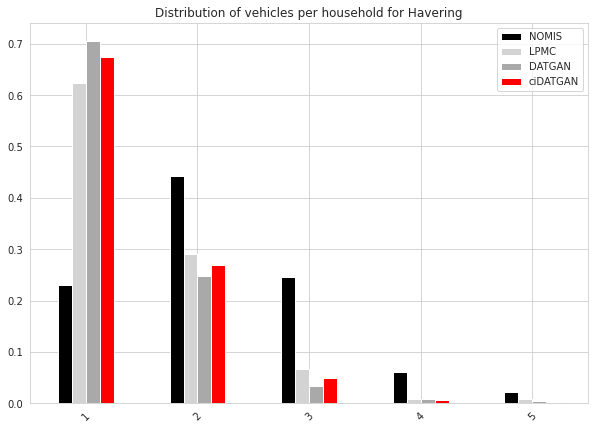 Distribution of vehicles per household for Havering
NOMIS
LPMC
DATGAN
ciDATGAN
0.7
0.6
0.5
0.4
0.3
0.2
0.1
0.0
1
2
3
4
5